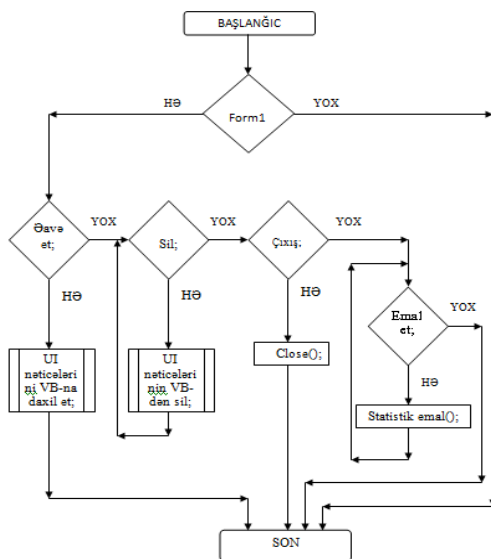 BAŞLANĞIC
HƏ
YOX
Form1
Əavə
et;
YOX
Sil;
YOX
Çıxış;
YOX
HƏ
HƏ
HƏ
Emal
et;
YOX
UI
nəticələri
ni VB-na
daxil et;
UI
nəticələri
nin VB-
dən sil;
Close();
HƏ
Statistik emal();
SON